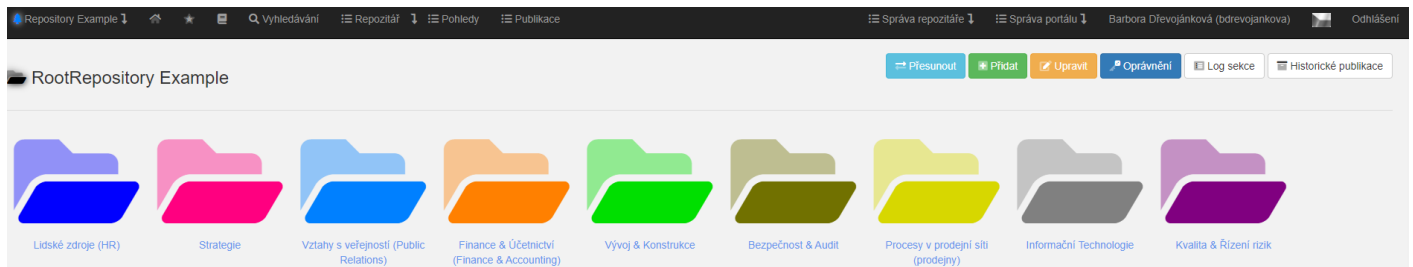 Repository Example
Vyhledávání
Repozitář
Pohledy
Publikace
Správa repozitáře
Správa portálu
Barbora Dřevojánková (bdrevojankova)
Odhlášení
RootRepository Example
Přesunout
Přidat
Upravit
Oprávnění
Log sekce
Historické publikace
Lidské zdroje (HR)
Strategie
Vztahy s veřejností (Public
Relations)
Finance & Účetnictví
(Finance & Accounting)
Vývoj & Konstrukce
Bezpečnost & Audit
Procesy v prodejní síti
(prodejny)
Informační Technologie
Kvalita & Řízení rizik